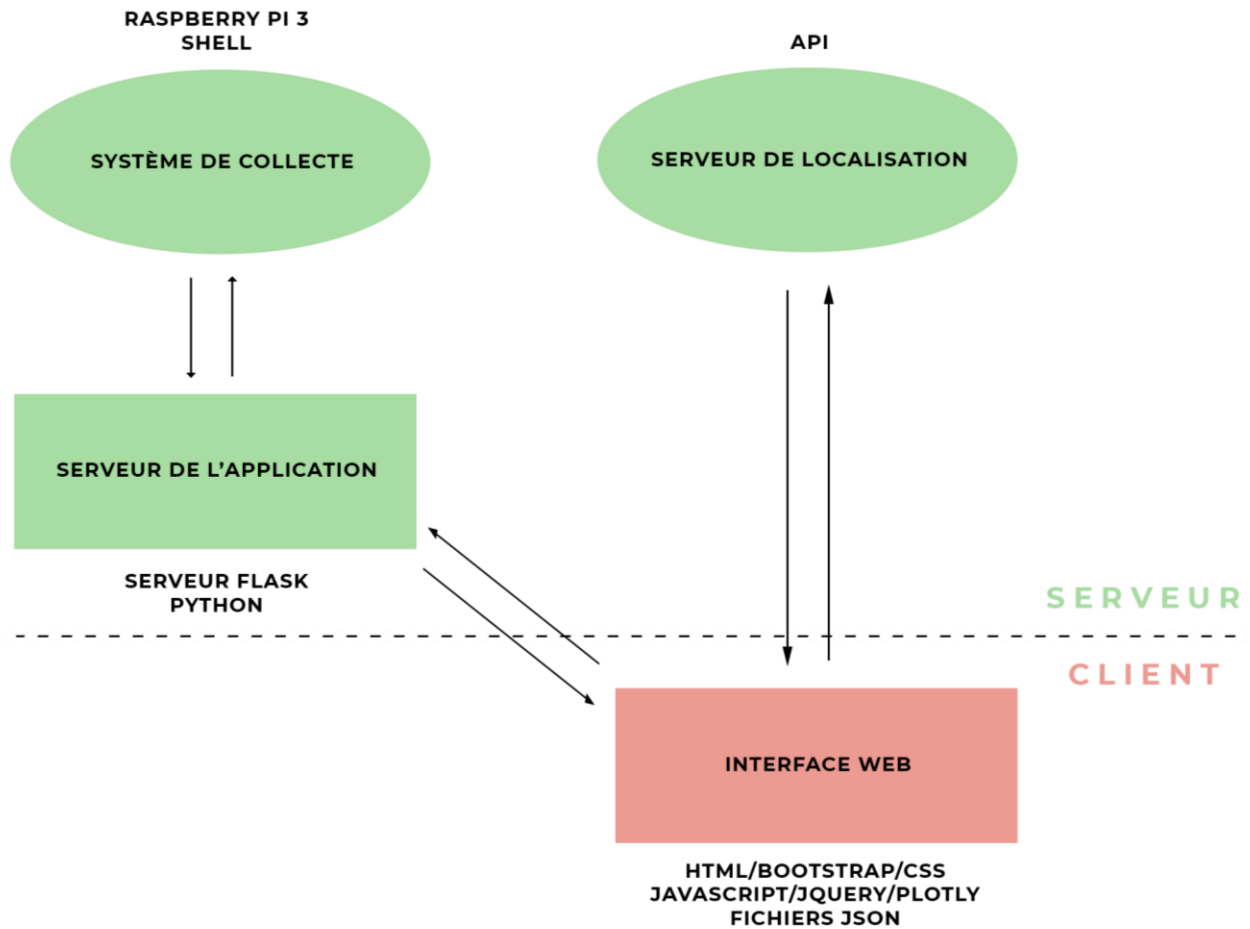 RASPBERRY PI 3
SHELL
API
SYSTÈME DE COLLECTE
SERVEUR DE LOCALISATION
SERVEUR DE L’APPLICATION
SERVEUR FLASK
PYTHON
SERVEUR
CLIENT
INTERFACE WEB
HTML/BOOTSTRAP/CSS
JAVASCRIPT/JQUERY/PLOTLY
FICHIERS JSON